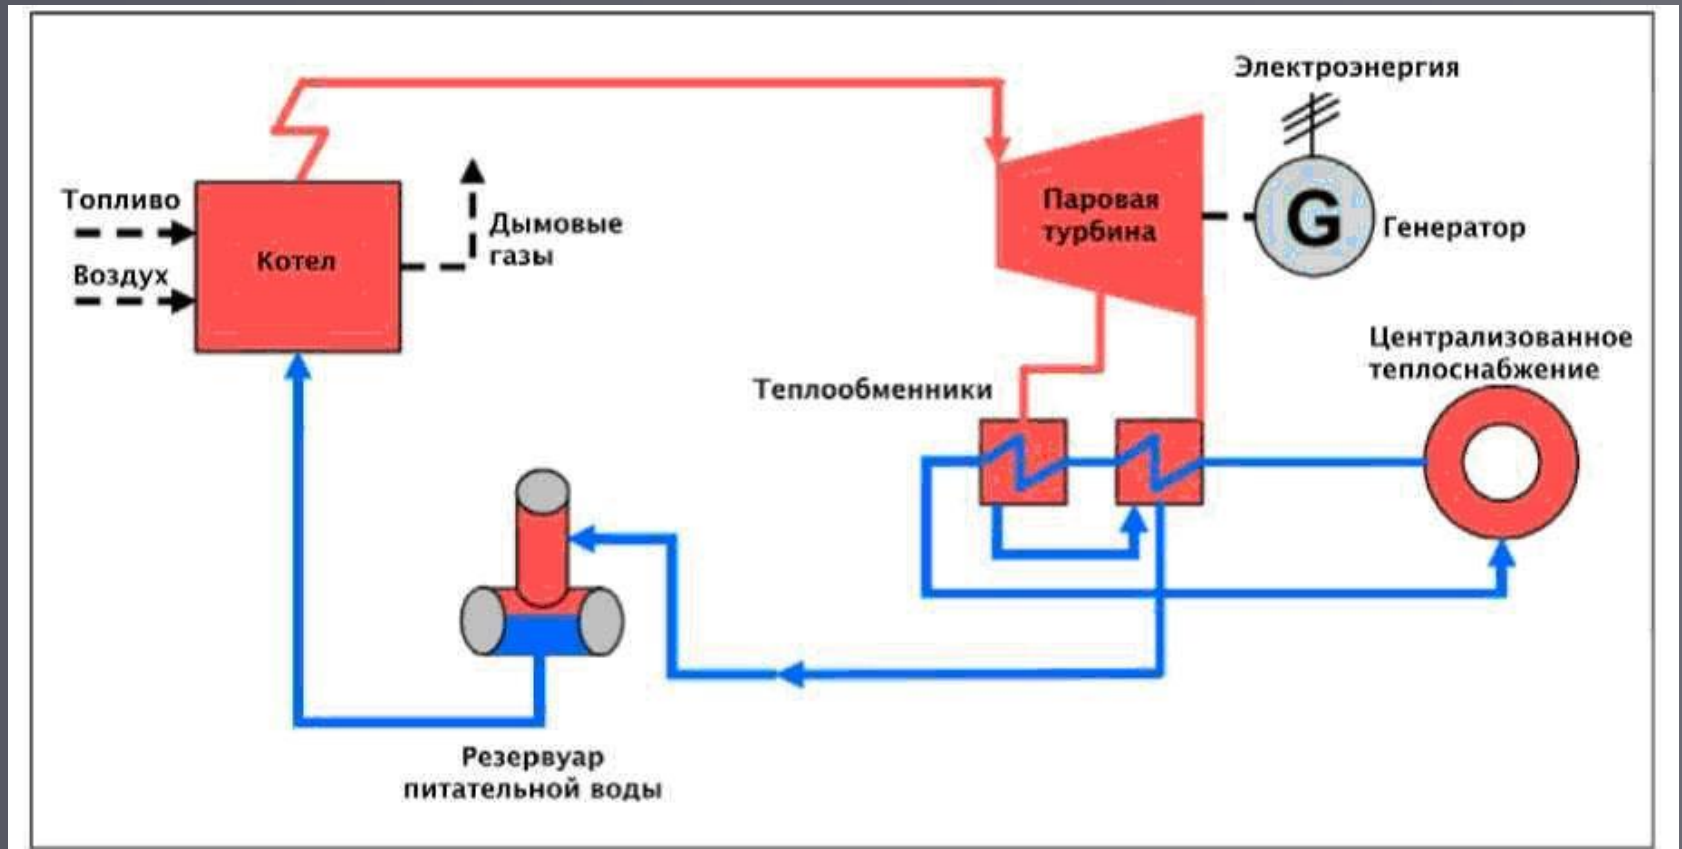 Электроэнергия
Топливо
Воздух
Котел
Дымовые
газы
Паровая
турбина
G
Генератор
Централизованное
теплоснабжение
Теплообменники
Резервуар
питательной воды